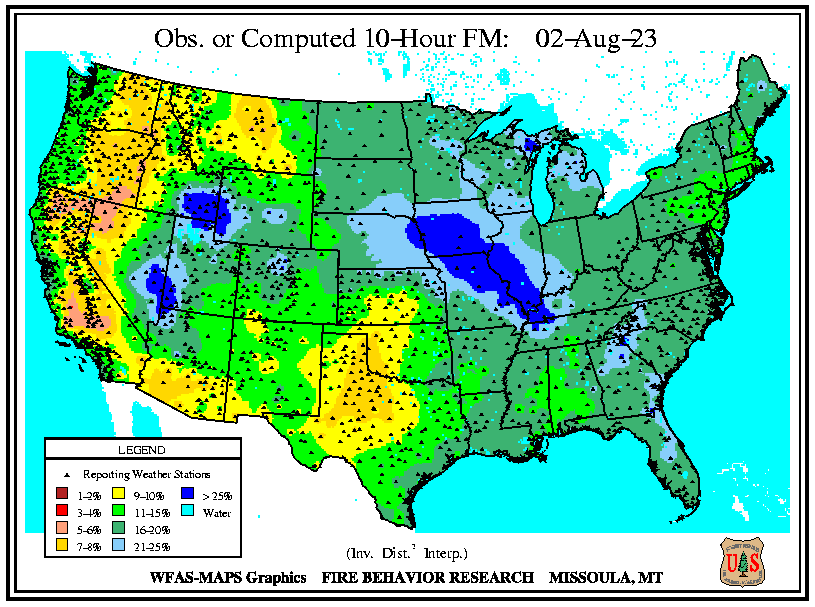 Obs. or Computed 10-Hour FM: 02-Aug-23
LEGEND
Reporting Weather Stations
1-2% 9-10% > 25%
3-4% 11-15% Water
5-6% 16-20%
7-8% 21-25%
(Inv. Dist.² Interp.)
WFAS-MAPS Graphics FIRE BEHAVIOR RESEARCH MISSOULA, MT
U S